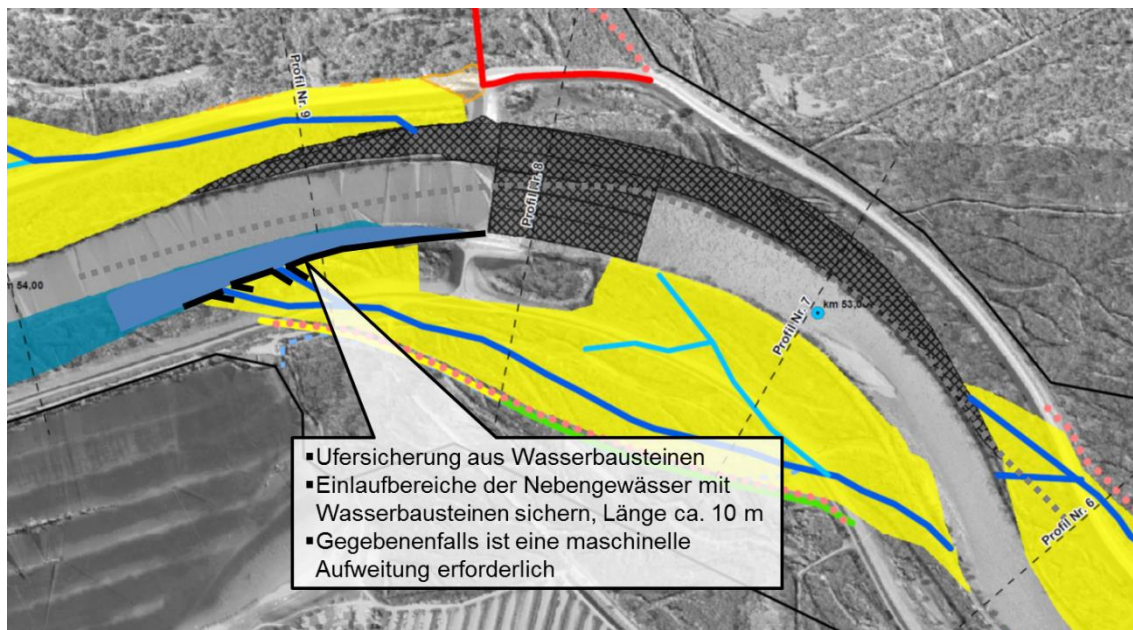 Profil Nr. 9
Profil Nr. 8
Profil Nr. 7
Profil Nr. 6
km 53,0
m 54,00
▪Ufersicherung aus Wasserbausteinen
▪Einlaufbereiche der Nebengewässer mit
Wasserbausteinen sichern, Länge ca. 10 m
▪Gegebenenfalls ist eine maschinelle
Aufweitung erforderlich